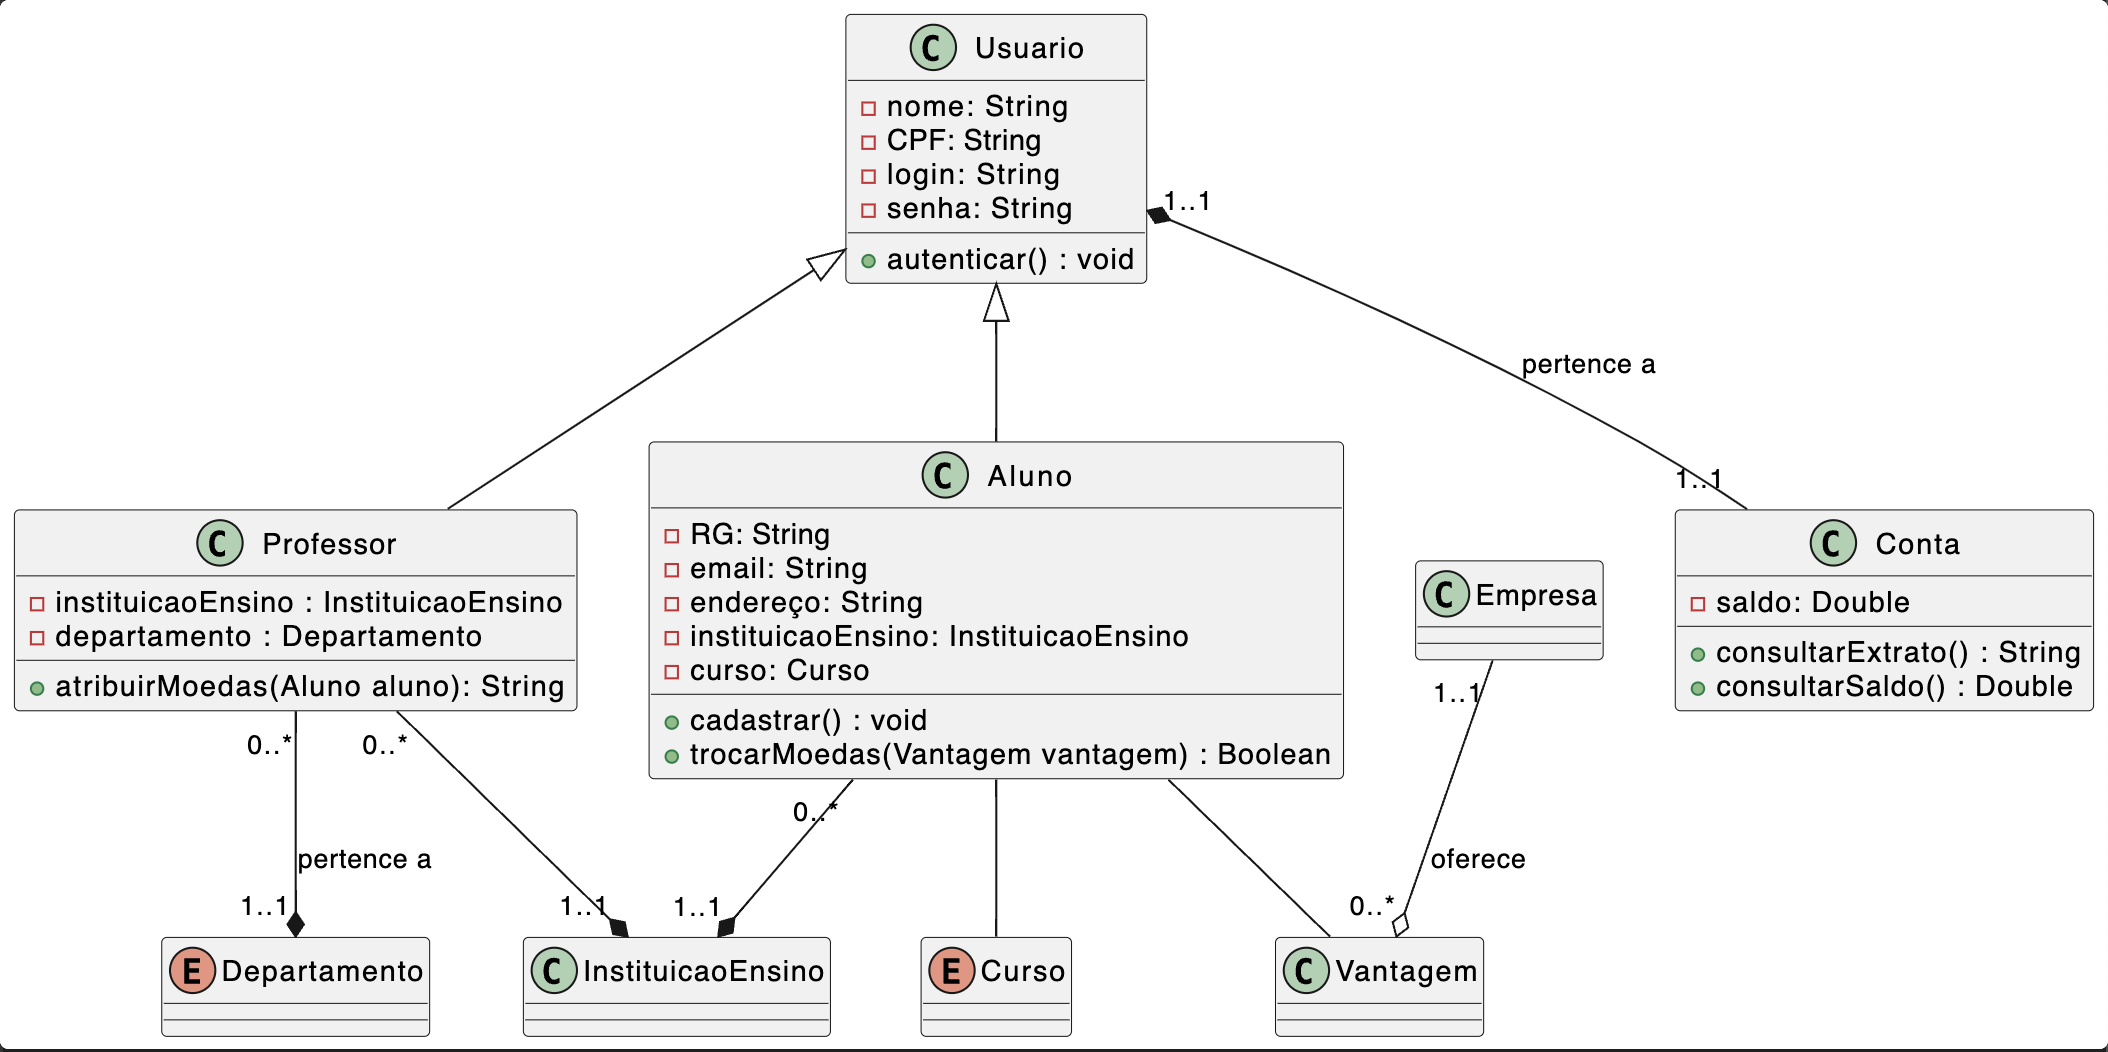 C Usuario
nome: String
CPF: String
login: String
senha: String
autenticar() : void
1..1
pertence a
1..1
C Professor
instituicaoEnsino : InstituicaoEnsino
departamento : Departamento
atribuirMoedas(Aluno aluno): String
C Aluno
RG: String
email: String
endereço: String
instituicaoEnsino: InstituicaoEnsino
curso: Curso
cadastrar() : void
trocarMoedas(Vantagem vantagem) : Boolean
C Empresa
C Conta
saldo: Double
consultarExtrato() : String
consultarSaldo() : Double
0..*
0..*
0..*
1..1
pertence a
oferece
1..1
1..1
1..1
0..*
E Departamento
C InstituicaoEnsino
E Curso
C Vantagem